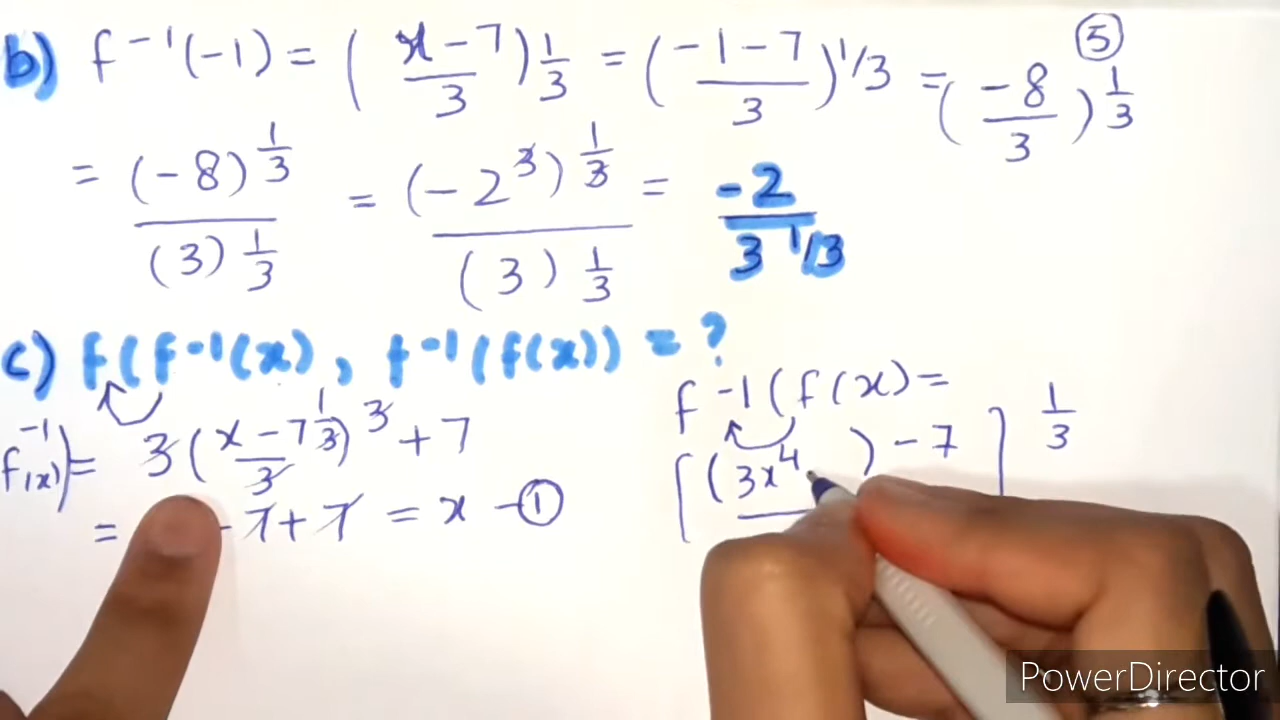 ⑤
b) f⁻¹(-1) = ( (x-7)/3 ) 1/3 = ( (-1-7)/3 )^1/3 = ( -8/3 )^1/3
= (-8)^1/3 / (3)^1/3 = (-2³)^1/3 / (3)^1/3 = -2 / 3^1/3
c) f(f⁻¹(x), f⁻¹(f(x)) = ?
f⁻¹(x)) = 3( (x-7)/3 ^1/3 )³ + 7
= -7+7 = x -①
f⁻¹(f(x) =
[ (3x⁴ ) - 7 ] 1/3
PowerDirector